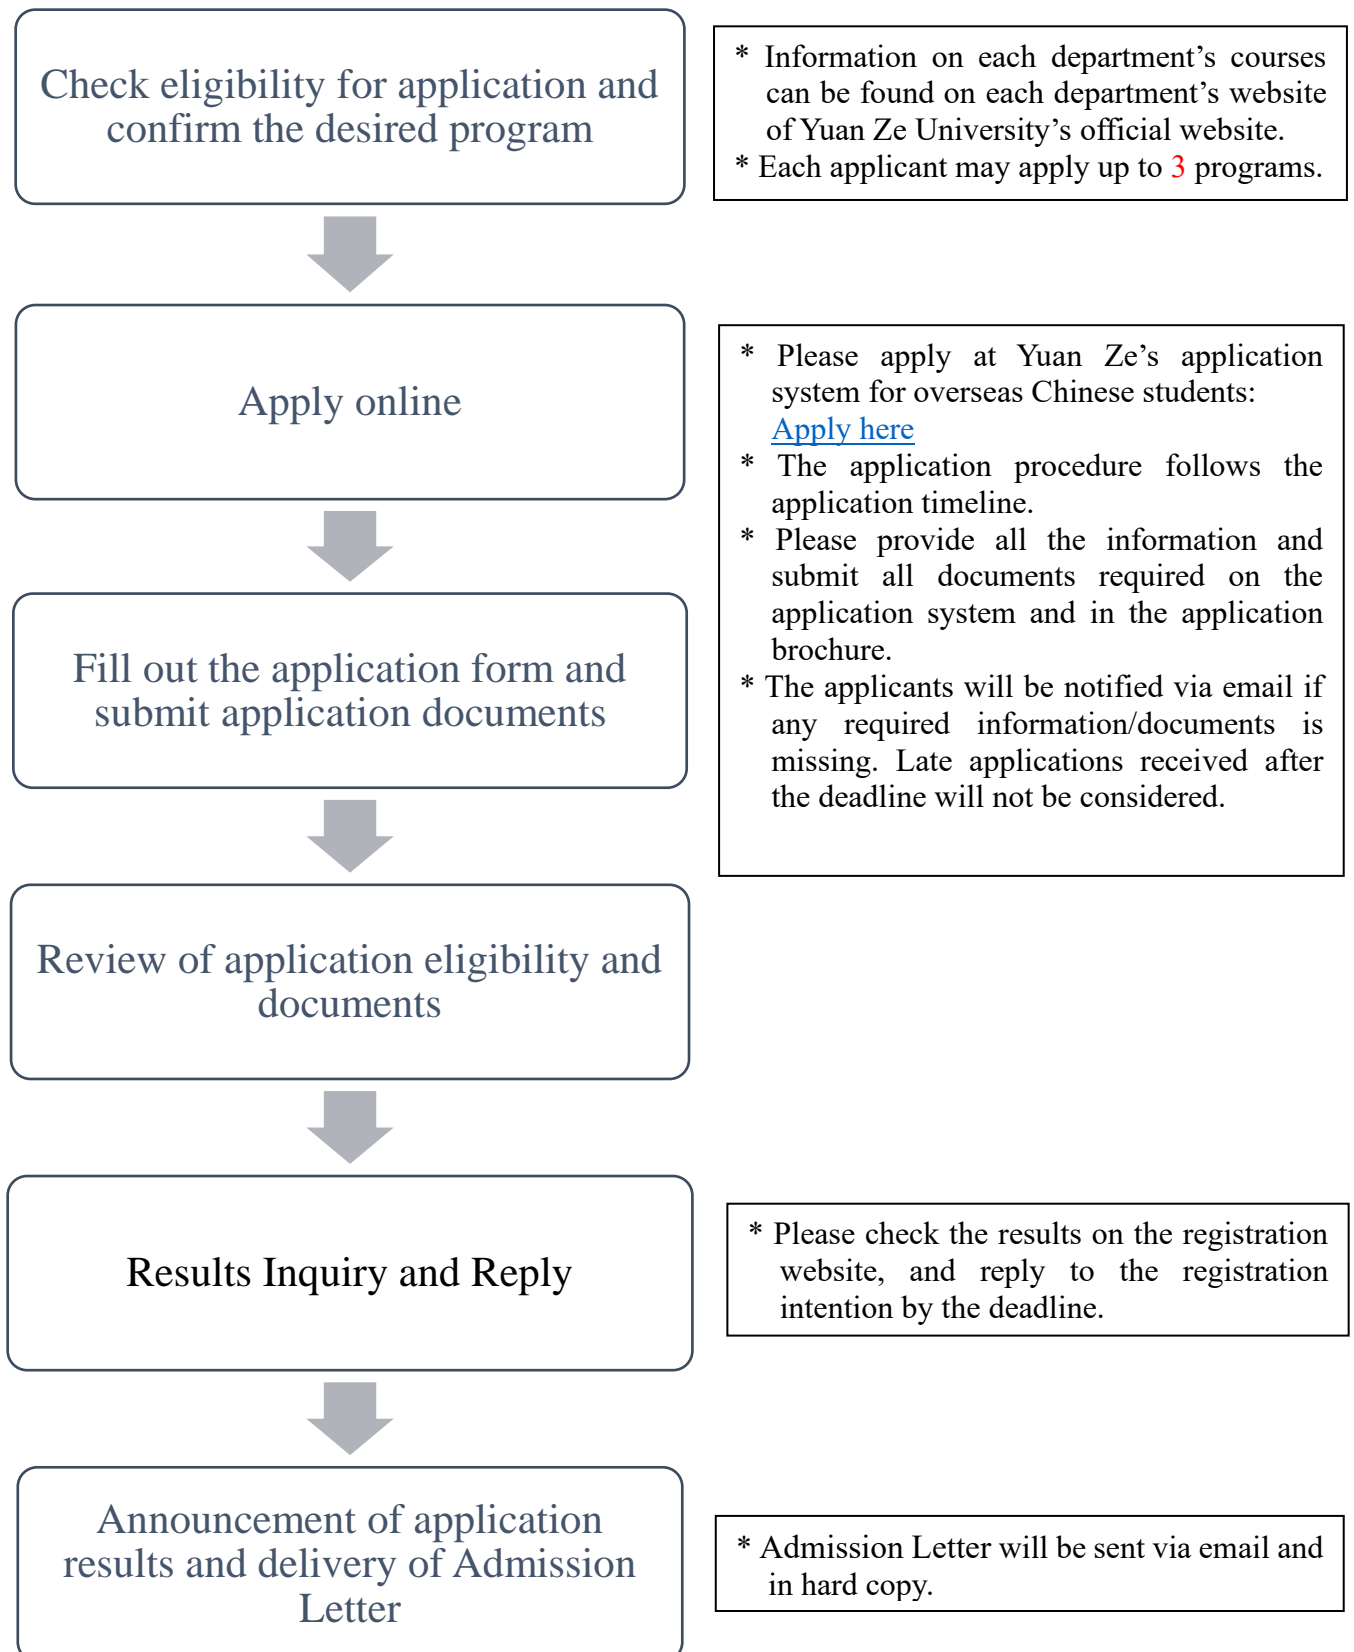 Check eligibility for application and
confirm the desired program
* Information on each department’s courses
can be found on each department’s website
of Yuan Ze University’s official website.
* Each applicant may apply up to 3 programs.
Apply online
* Please apply at Yuan Ze’s application
system for overseas Chinese students:
Apply here
* The application procedure follows the
application timeline.
* Please provide all the information and
submit all documents required on the
application system and in the application
brochure.
* The applicants will be notified via email if
any required information/documents is
missing. Late applications received after
the deadline will not be considered.
Fill out the application form and
submit application documents
Review of application eligibility and
documents
Results Inquiry and Reply
* Please check the results on the registration
website, and reply to the registration
intention by the deadline.
Announcement of application
results and delivery of Admission
Letter
* Admission Letter will be sent via email and
in hard copy.